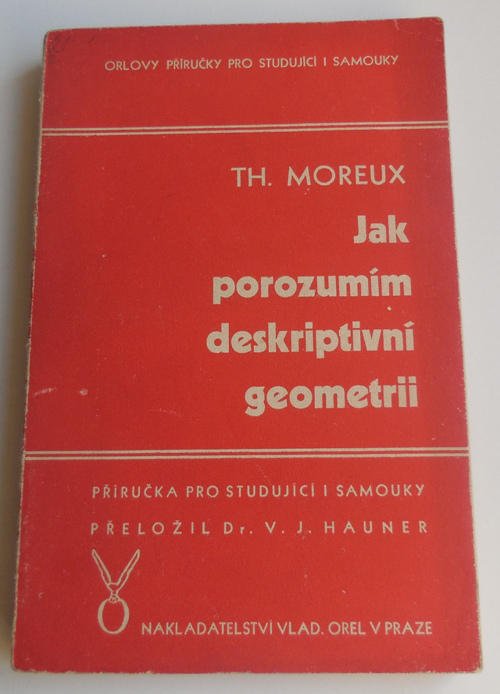 ORLOVY PŘÍRUČKY PRO STUDUJÍCÍ I SAMOUKY
TH. MOREUX
Jak
porozumím
deskriptivní
geometrii
PŘÍRUČKA PRO STUDUJÍCÍ I SAMOUKY
PŘELOŽIL Dr. V. J. HAUNER
NAKLADATELSTVÍ VLAD. OREL V PRAZE